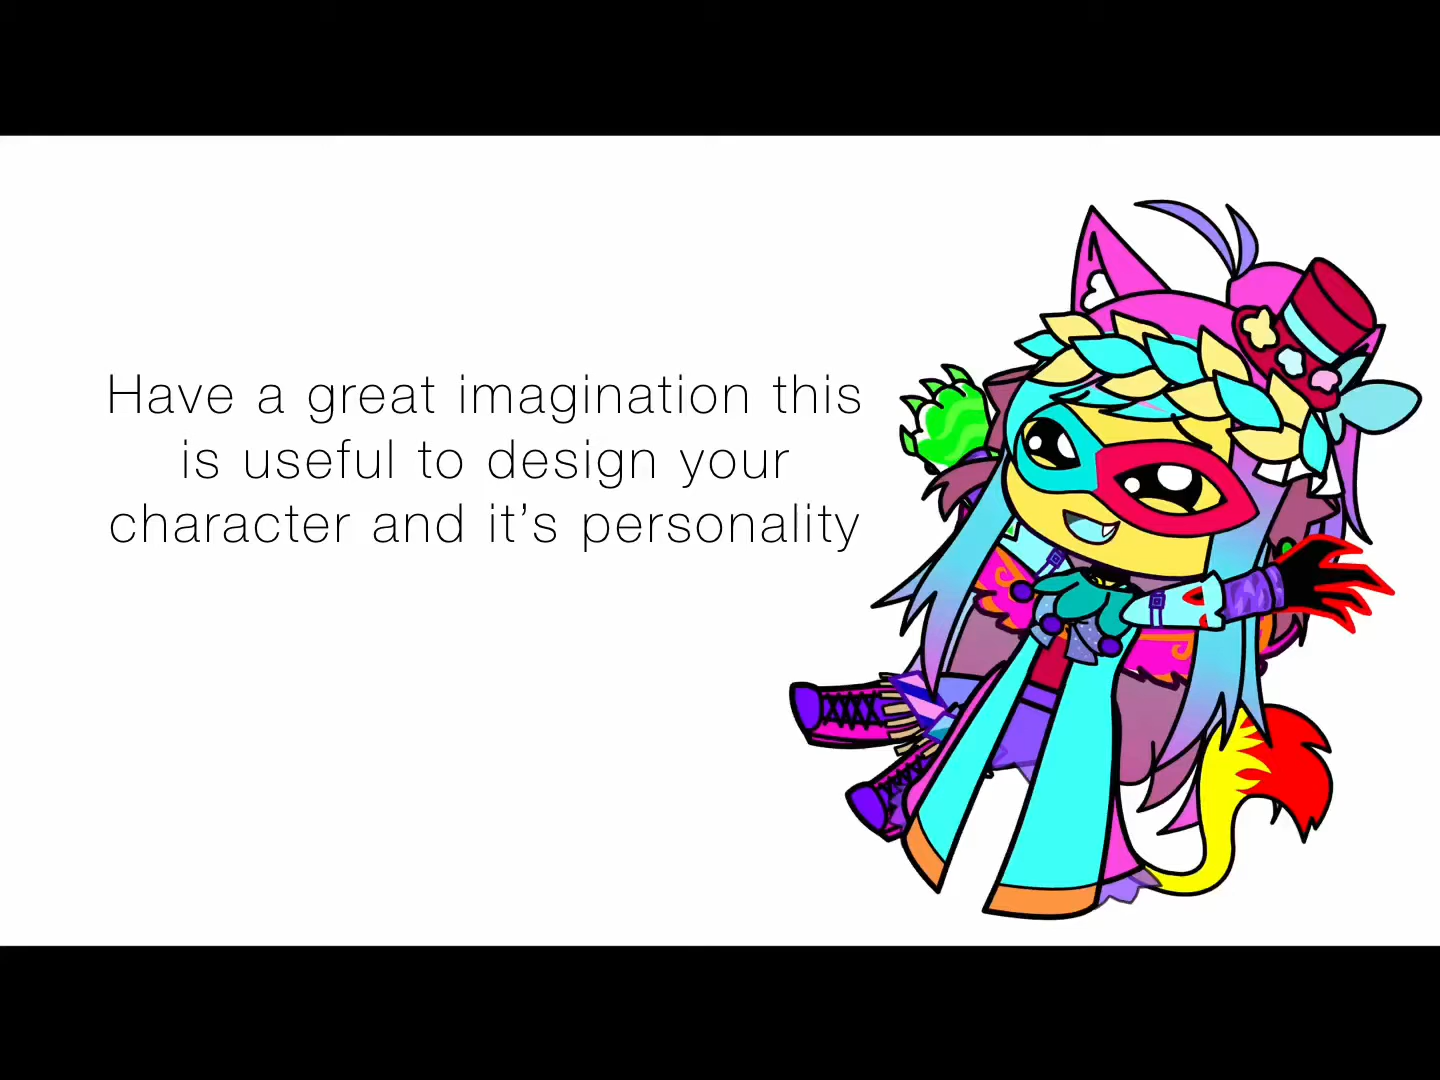 Have a great imagination this
is useful to design your
character and it’s personality